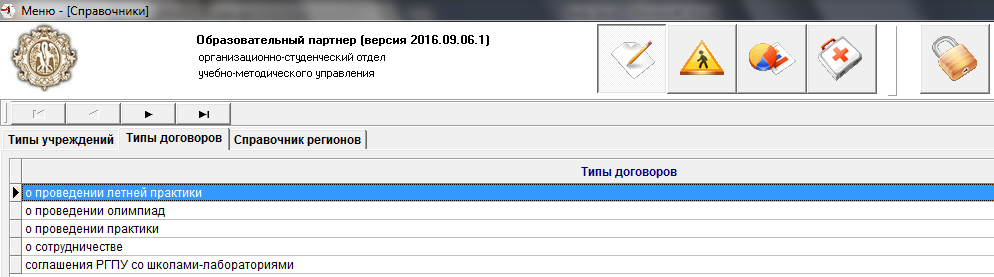 Меню - [Справочники]
Образовательный партнер (версия 2016.09.06.1)
организационно-студенческий отдел
учебно-методического управления
Типы учреждений
Типы договоров
Справочник регионов
Типы договоров
о проведении летней практики
о проведении олимпиад
о проведении практики
о сотрудничестве
соглашения РГПУ со школами-лабораториями